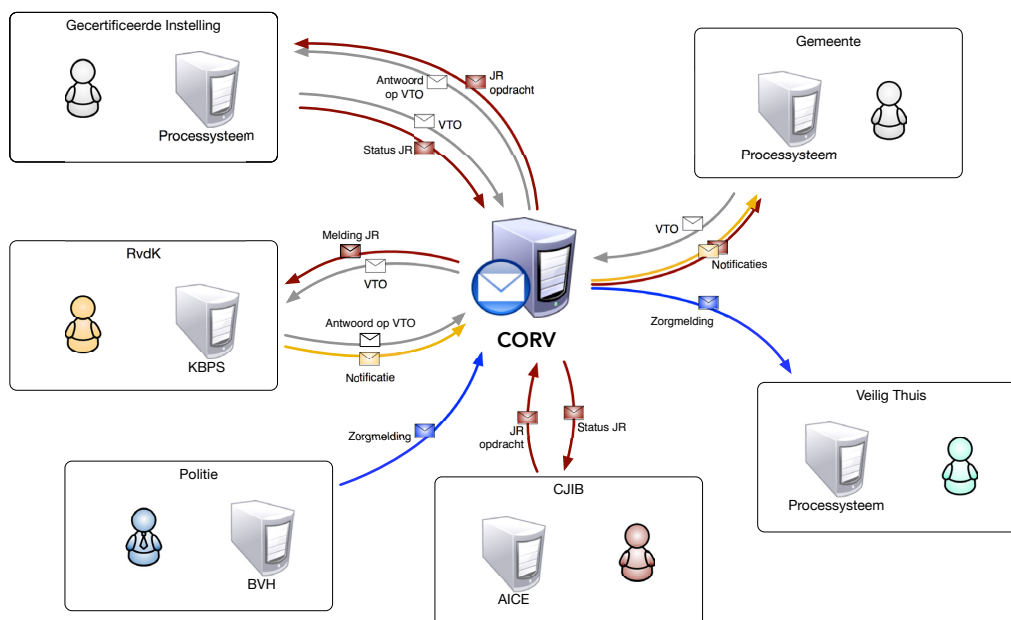 Gecertificeerde Instelling
Processysteem
Antwoord
op VTO
JR
opdracht
VTO
Status JR
Gemeente
Processysteem
VTO
Notificaties
Zorgmelding
RvdK
KBPS
Melding JR
VTO
Antwoord op VTO
Notificatie
CORV
Zorgmelding
JR
opdracht
Status JR
Veilig Thuis
Processysteem
Politie
BVH
CJIB
AICE